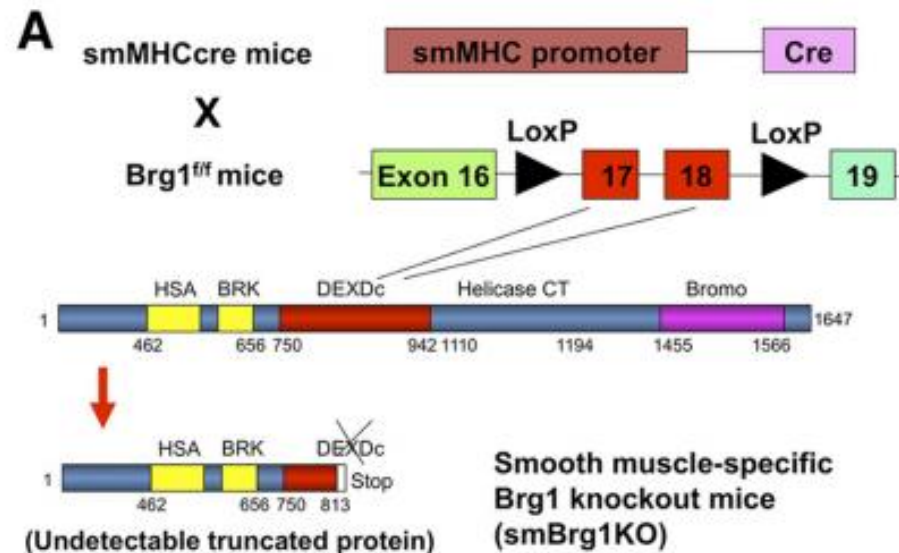 A
smMHCcre mice
smMHC promoter
Cre
X
Brg1f/f mice
LoxP
LoxP
Exon 16
17
18
19
HSA
BRK
DEXDc
Helicase CT
Bromo
1
1647
462
656
750
942
1110
1194
1455
1566
HSA
BRK
DEXDc
1
Stop
462
656
750
813
(Undetectable truncated protein)
Smooth muscle-specific
Brg1 knockout mice
(smBrg1KO)